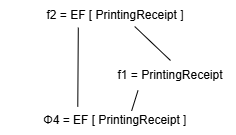 f2 = EF [ PrintingReceipt ]
f1 = PrintingReceipt
Φ4 = EF [ PrintingReceipt ]